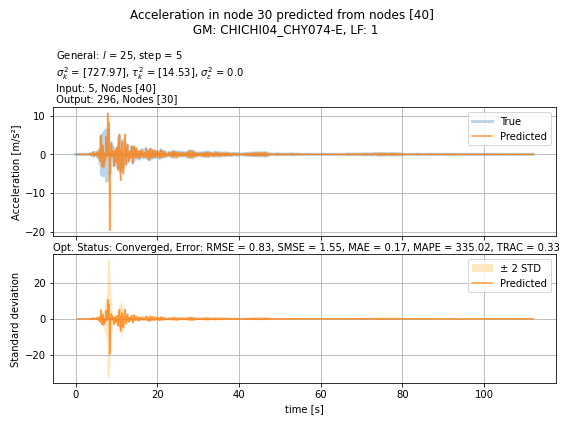 Acceleration in node 30 predicted from nodes [40]
GM: CHICHI04_CHY074-E, LF: 1
General: l = 25, step = 5
σ²ₖ = [727.97], τ²ₖ = [14.53], σ²ₑ = 0.0
Input: 5, Nodes [40]
Output: 296, Nodes [30]
True
Predicted
Acceleration [m/s²]
10
0
−10
−20
Opt. Status: Converged, Error: RMSE = 0.83, SMSE = 1.55, MAE = 0.17, MAPE = 335.02, TRAC = 0.33
± 2 STD
Predicted
Standard deviation
20
0
−20
0 20 40 60 80 100
time [s]